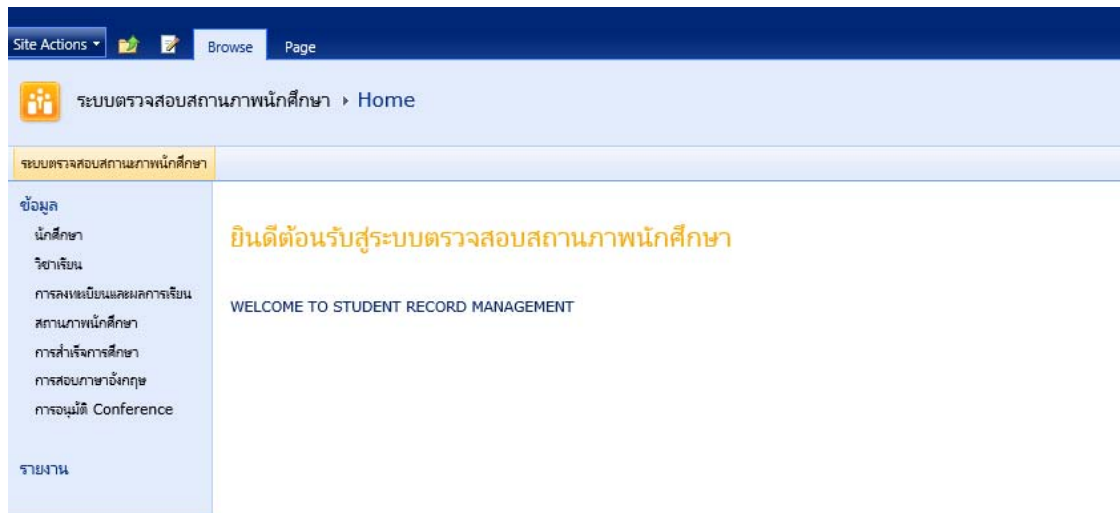 Site Actions Browse Page
ระบบตรวจสอบสถานภาพนักศึกษา Home
ระบบตรวจสอบสถานะภาพนักศึกษา
ข้อมูล
นักศึกษา
วิชาเรียน
การลงทะเบียนและผลการเรียน
สถานภาพนักศึกษา
การสำเร็จการศึกษา
การสอบภาษาอังกฤษ
การอนุมัติ Conference
รายงาน
ยินดีต้อนรับสู่ระบบตรวจสอบสถานภาพนักศึกษา
WELCOME TO STUDENT RECORD MANAGEMENT